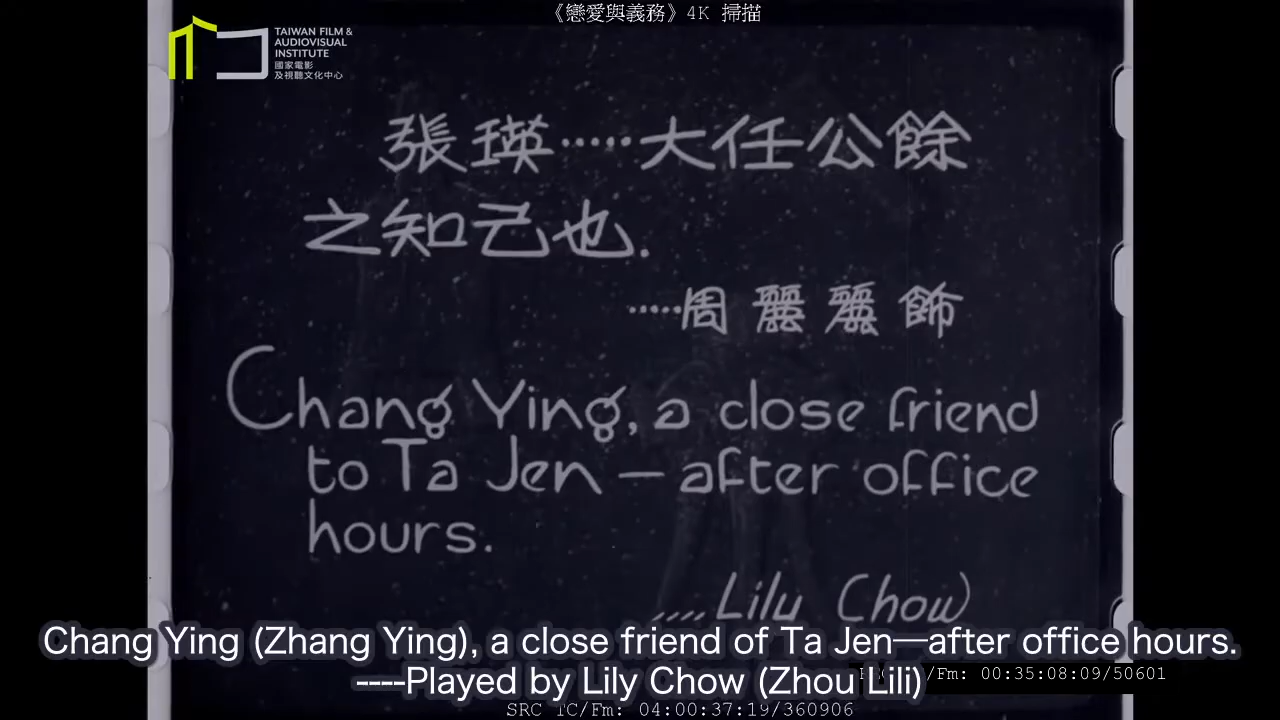 《戀愛與義務》4K 掃描
TAIWAN FILM &
AUDIOVISUAL
INSTITUTE
國家電影
及視聽文化中心
張瑛·····大任公餘
之知己也.
·····周麗麗飾
Chang Ying, a close friend
to Ta Jen — after office
hours.
....Lily Chow
Chang Ying (Zhang Ying), a close friend of Ta Jen—after office hours.
----Played by Lily Chow (Zhou Lili)
/Fm: 00:35:08:09/50601
SRC TC/Fm: 04:00:37:19/360906